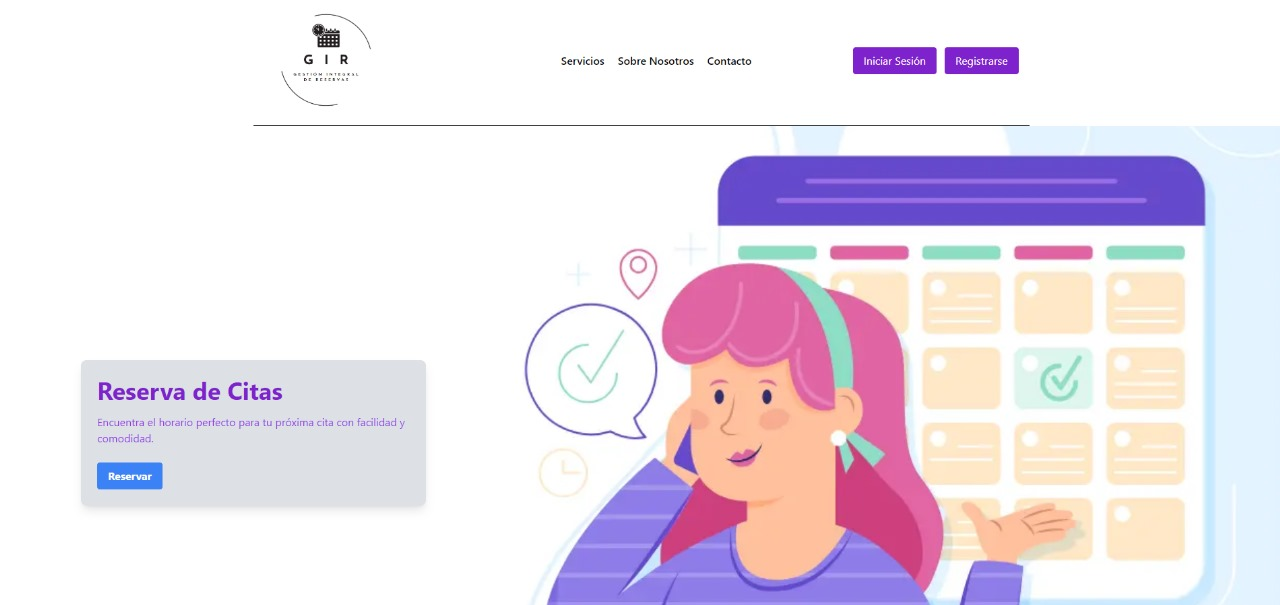 G I R
GESTIÓN INTEGRAL
DE RESERVAS
Servicios Sobre Nosotros Contacto
Iniciar Sesión Registrarse
Reserva de Citas
Encuentra el horario perfecto para tu próxima cita con facilidad y
comodidad.
Reservar